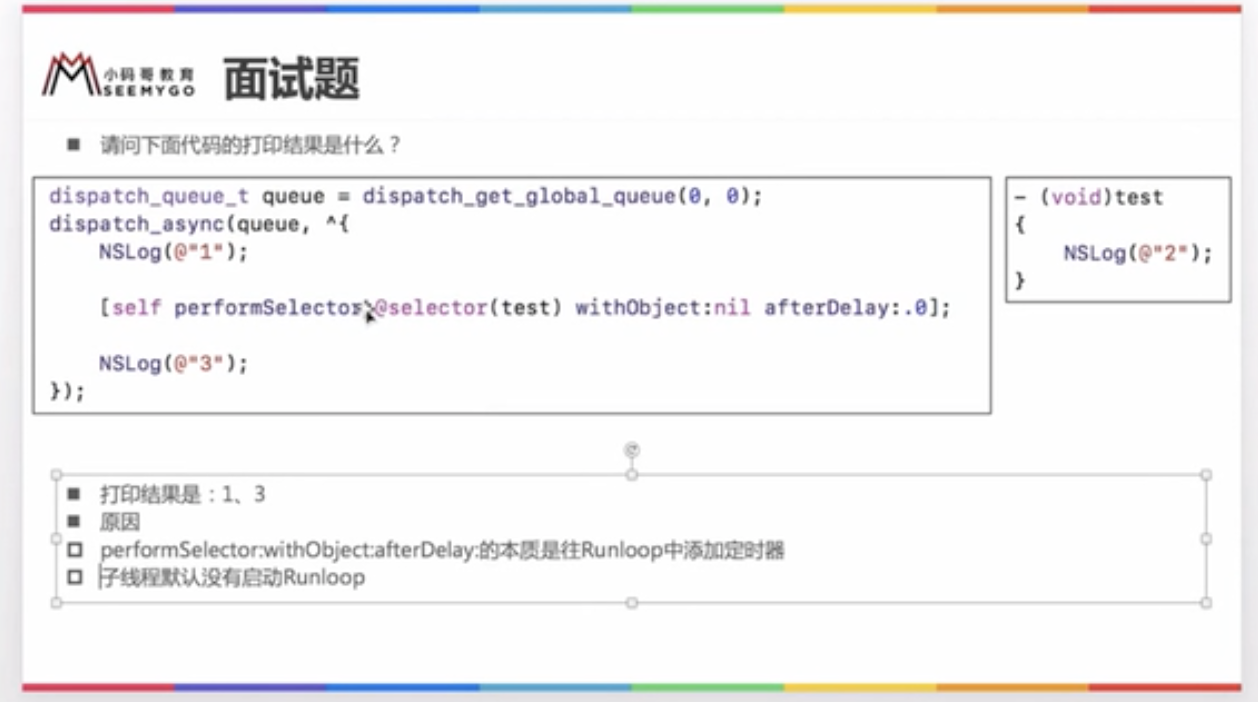 小码哥教育
SEEMYGO
面试题
请问下面代码的打印结果是什么？
dispatch_queue_t queue = dispatch_get_global_queue(0, 0);
dispatch_async(queue, ^{
NSLog(@"1");
[self performSelector:@selector(test) withObject:nil afterDelay:.0];
NSLog(@"3");
});
- (void)test
{
NSLog(@"2");
}
打印结果是：1、3
原因
performSelector:withObject:afterDelay:的本质是往Runloop中添加定时器
子线程默认没有启动Runloop